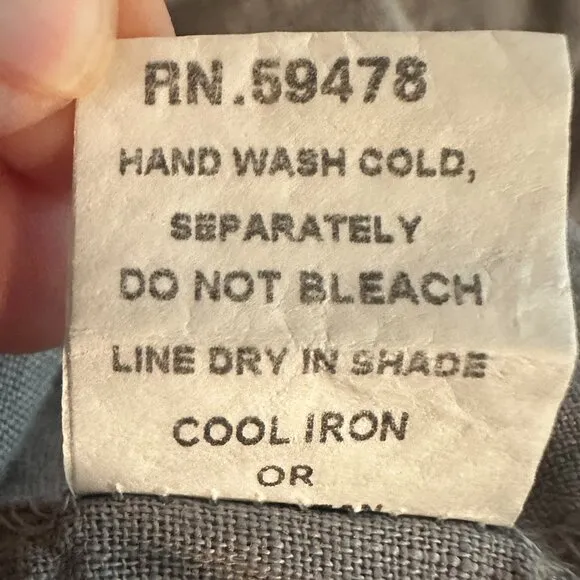 RN.59478
HAND WASH COLD,
SEPARATELY
DO NOT BLEACH
LINE DRY IN SHADE
COOL IRON
OR